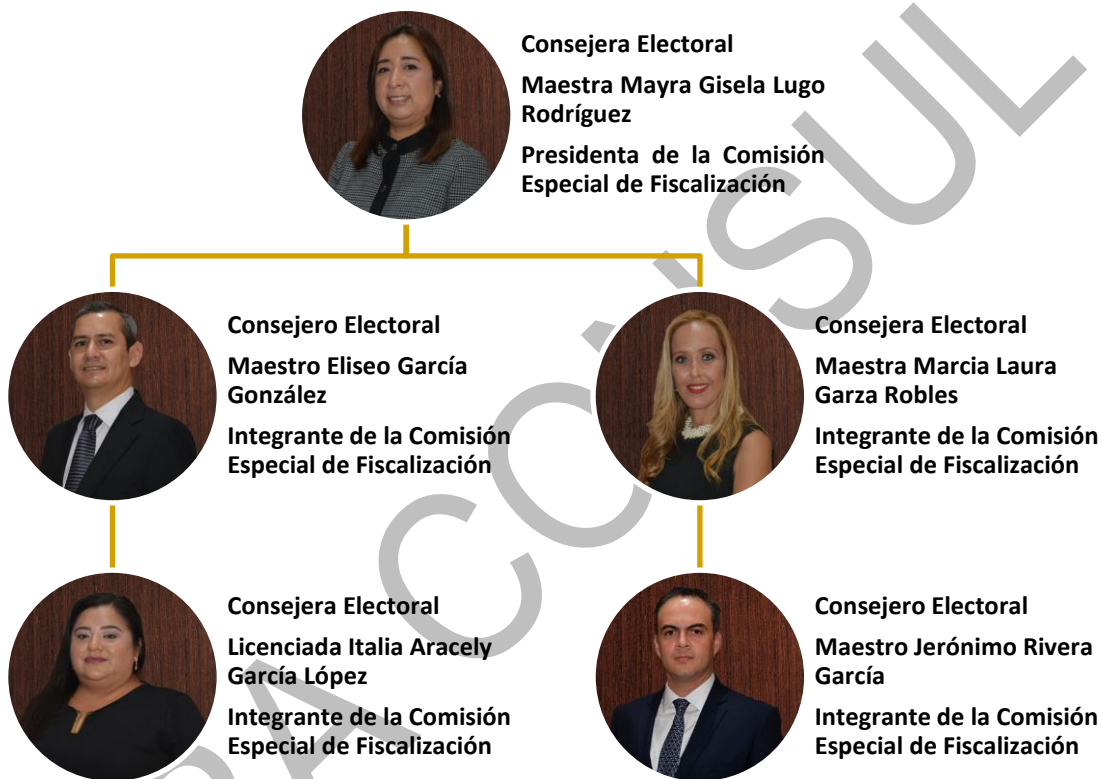 Consejera Electoral
Maestra Mayra Gisela Lugo
Rodríguez
Presidenta de la Comisión
Especial de Fiscalización
Consejero Electoral
Maestro Eliseo García
González
Integrante de la Comisión
Especial de Fiscalización
Consejera Electoral
Maestra Marcia Laura
Garza Robles
Integrante de la Comisión
Especial de Fiscalización
Consejera Electoral
Licenciada Italia Aracely
García López
Integrante de la Comisión
Especial de Fiscalización
Consejero Electoral
Maestro Jerónimo Rivera
García
Integrante de la Comisión
Especial de Fiscalización